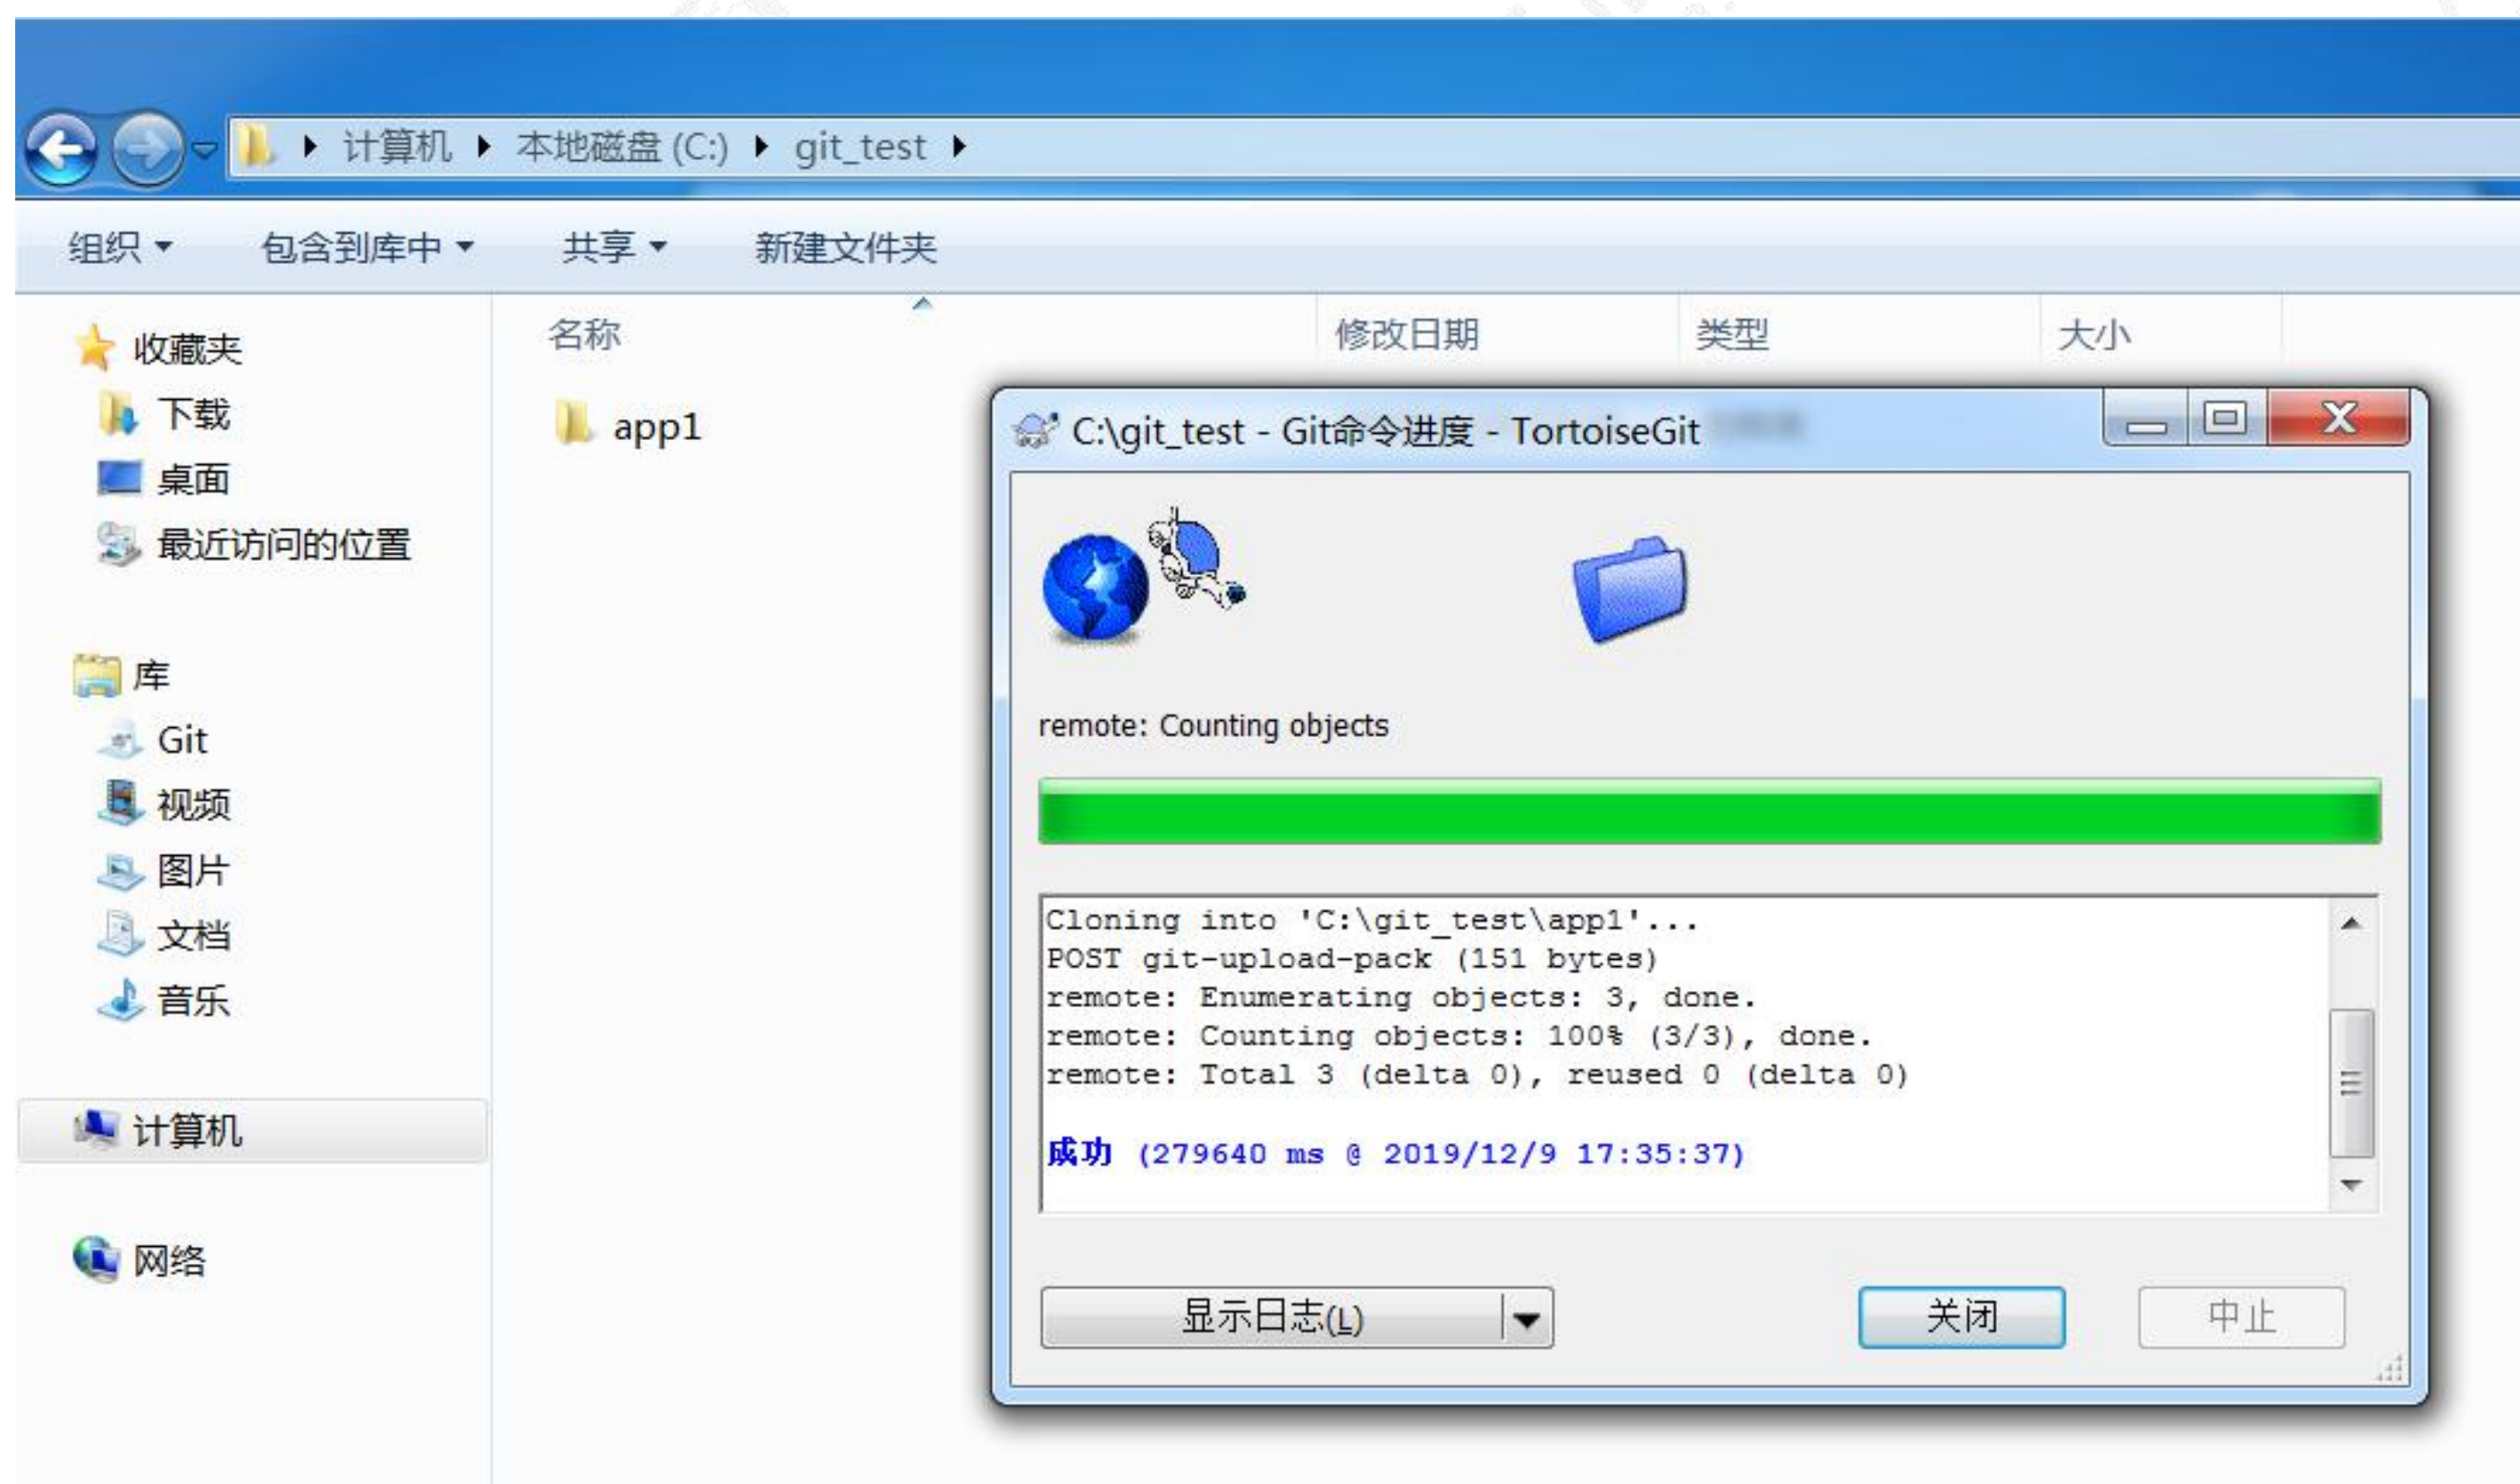 计算机 本地磁盘 (C:) git_test
组织 包含到库中 共享 新建文件夹
名称 修改日期 类型 大小
收藏夹
下载
桌面
最近访问的位置
库
Git
视频
图片
文档
音乐
计算机
网络
app1
C:\git_test - Git命令进度 - TortoiseGit
remote: Counting objects
Cloning into 'C:\git_test\app1'...
POST git-upload-pack (151 bytes)
remote: Enumerating objects: 3, done.
remote: Counting objects: 100% (3/3), done.
remote: Total 3 (delta 0), reused 0 (delta 0)
成功 (279640 ms @ 2019/12/9 17:35:37)
显示日志(L) 关闭 中止